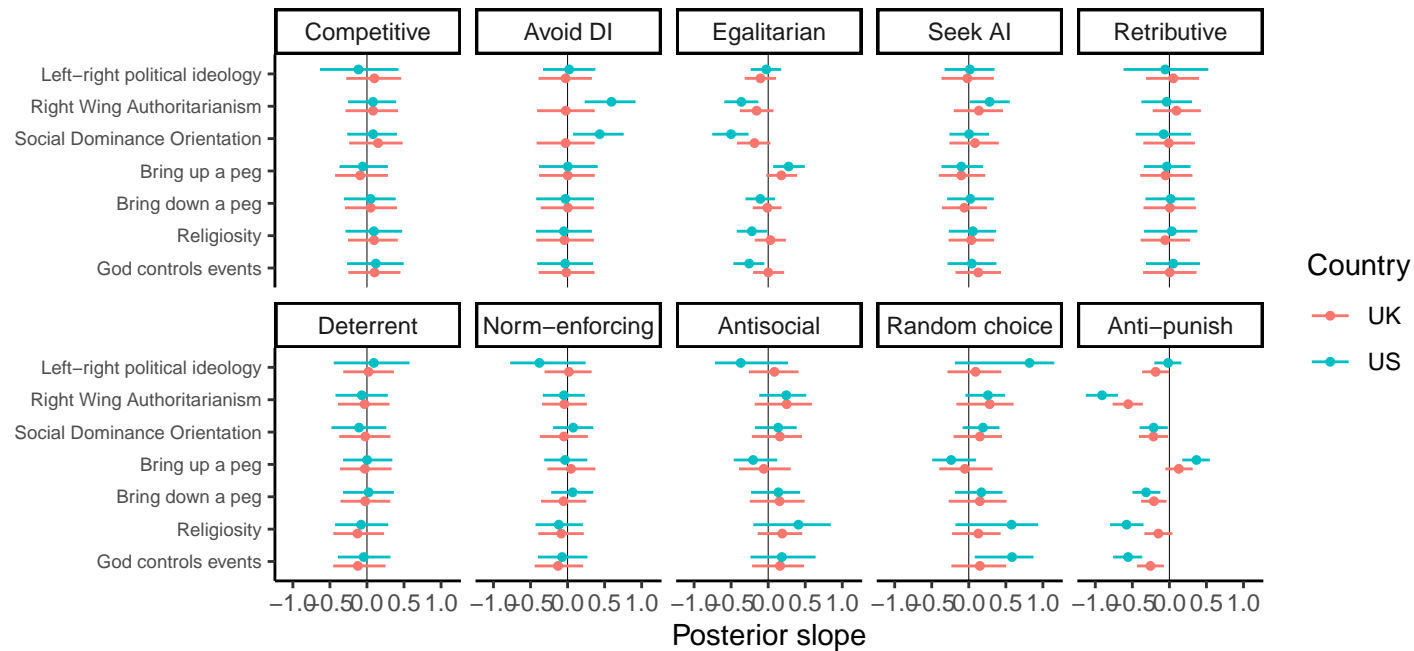 Competitive Avoid DI Egalitarian Seek AI Retributive
Left−right political ideology
Right Wing Authoritarianism
Social Dominance Orientation
Bring up a peg
Bring down a peg
Religiosity
God controls events
Country
UK
US
Deterrent Norm−enforcing Antisocial Random choice Anti−punish
Left−right political ideology
Right Wing Authoritarianism
Social Dominance Orientation
Bring up a peg
Bring down a peg
Religiosity
God controls events
−1.0 −0.5 0.0 0.5 1.0 −1.0 −0.5 0.0 0.5 1.0 −1.0 −0.5 0.0 0.5 1.0 −1.0 −0.5 0.0 0.5 1.0 −1.0 −0.5 0.0 0.5 1.0
Posterior slope